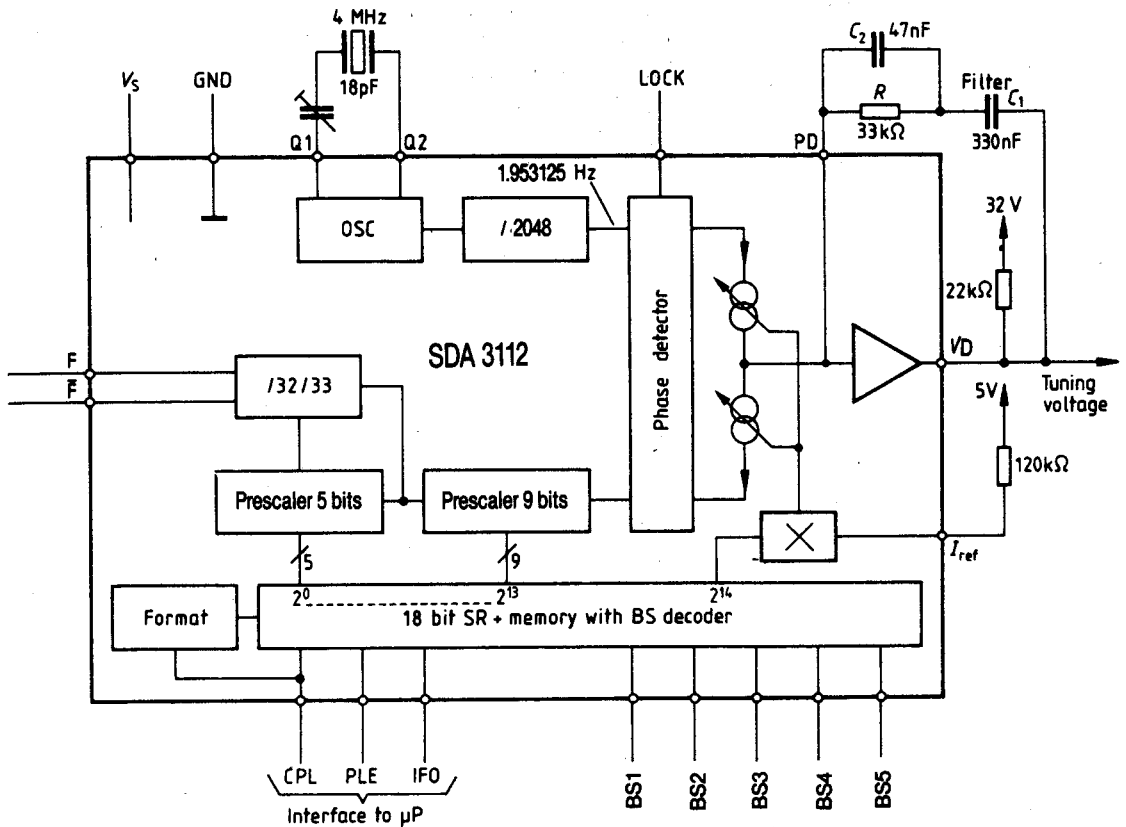 4 MHz
18pF
C₂ 47nF
Vs
GND
LOCK
R
33kΩ
Filter
C₁
330nF
Q1
Q2
PD
1.953125 Hz
32 V
OSC
/.2048
22kΩ
Phase detector
SDA 3112
VD
Tuning
voltage
F
F̅
/32/33
5V
120kΩ
Prescaler 5 bits
Prescaler 9 bits
5
9
Iref
Format
2⁰ 2¹³ 2¹⁴
18 bit SR + memory with BS decoder
CPL PLE IFO
BS1 BS2 BS3 BS4 BS5
Interface to µP